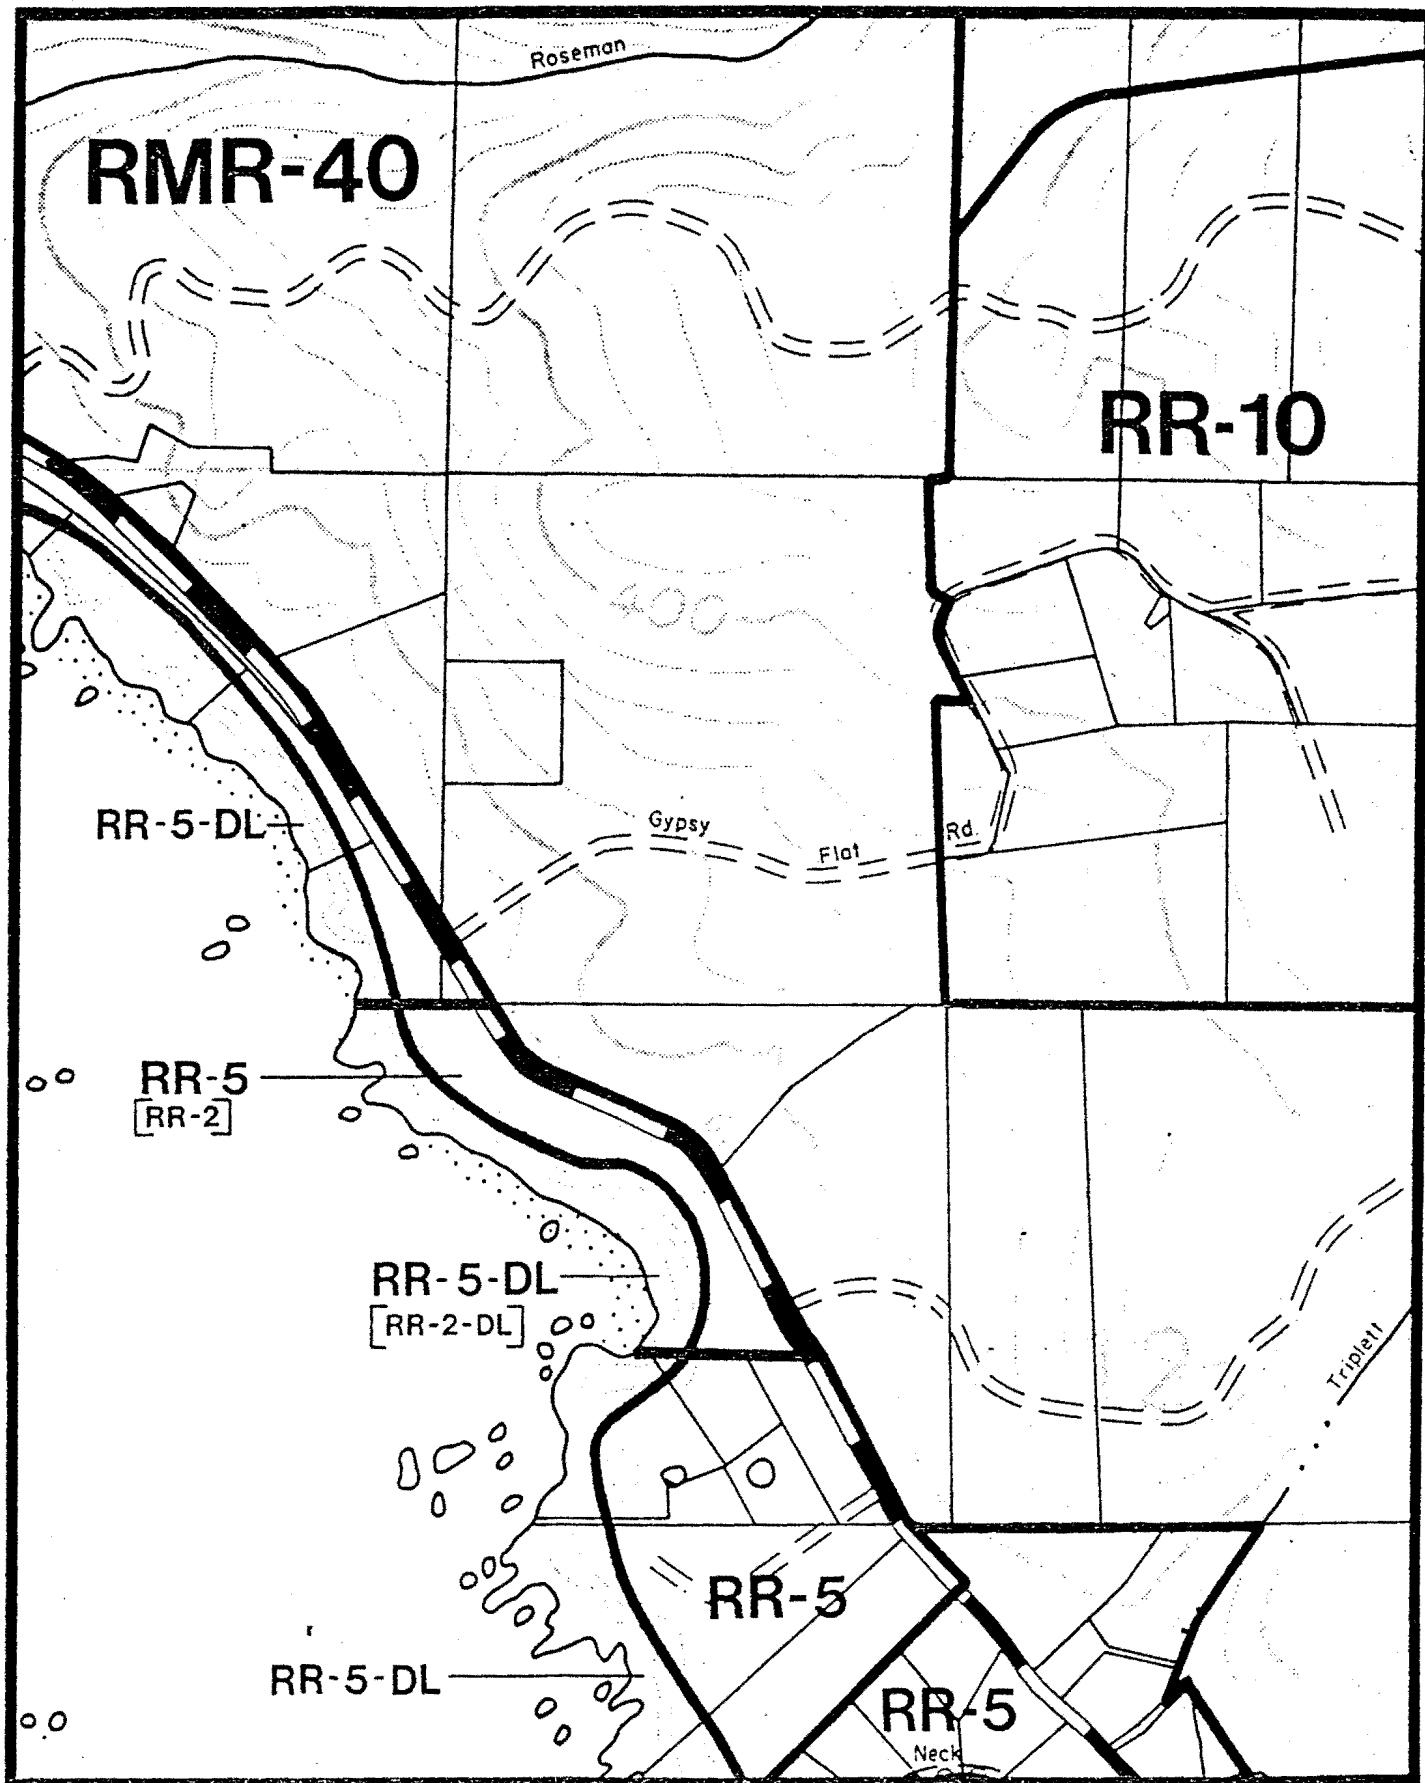 Roseman
RMR-40
RR-10
400
Gypsy
Flat
Rd.
RR-5-DL
RR-5
[RR-2]
RR-5-DL
[RR-2-DL]
Triplett
RR-5
RR-5-DL
RR-5
Neck